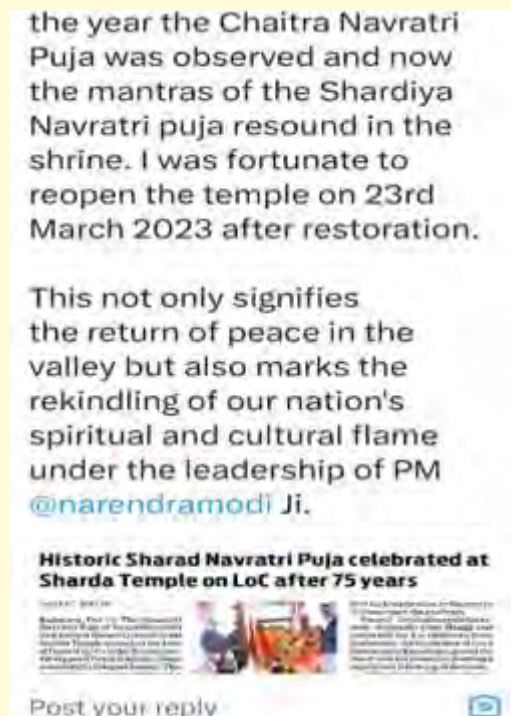 the year the Chaitra Navratri
Puja was observed and now
the mantras of the Shardiya
Navratri puja resound in the
shrine. I was fortunate to
reopen the temple on 23rd
March 2023 after restoration.
This not only signifies
the return of peace in the
valley but also marks the
rekindling of our nation's
spiritual and cultural flame
under the leadership of PM
@narendramodi Ji.
Historic Sharad Navratri Puja celebrated at
Sharda Temple on LoC after 75 years
Post your reply